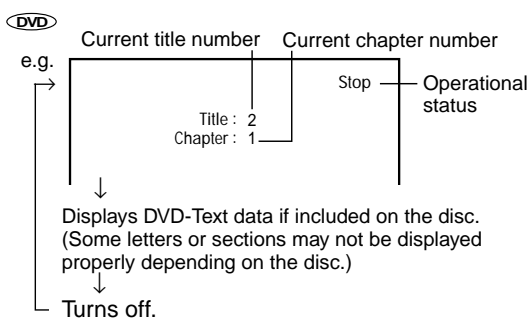 DVD
Current title number Current chapter number
e.g.
Stop
Operational
status
Title : 2
Chapter : 1
Displays DVD-Text data if included on the disc.
(Some letters or sections may not be displayed
properly depending on the disc.)
Turns off.